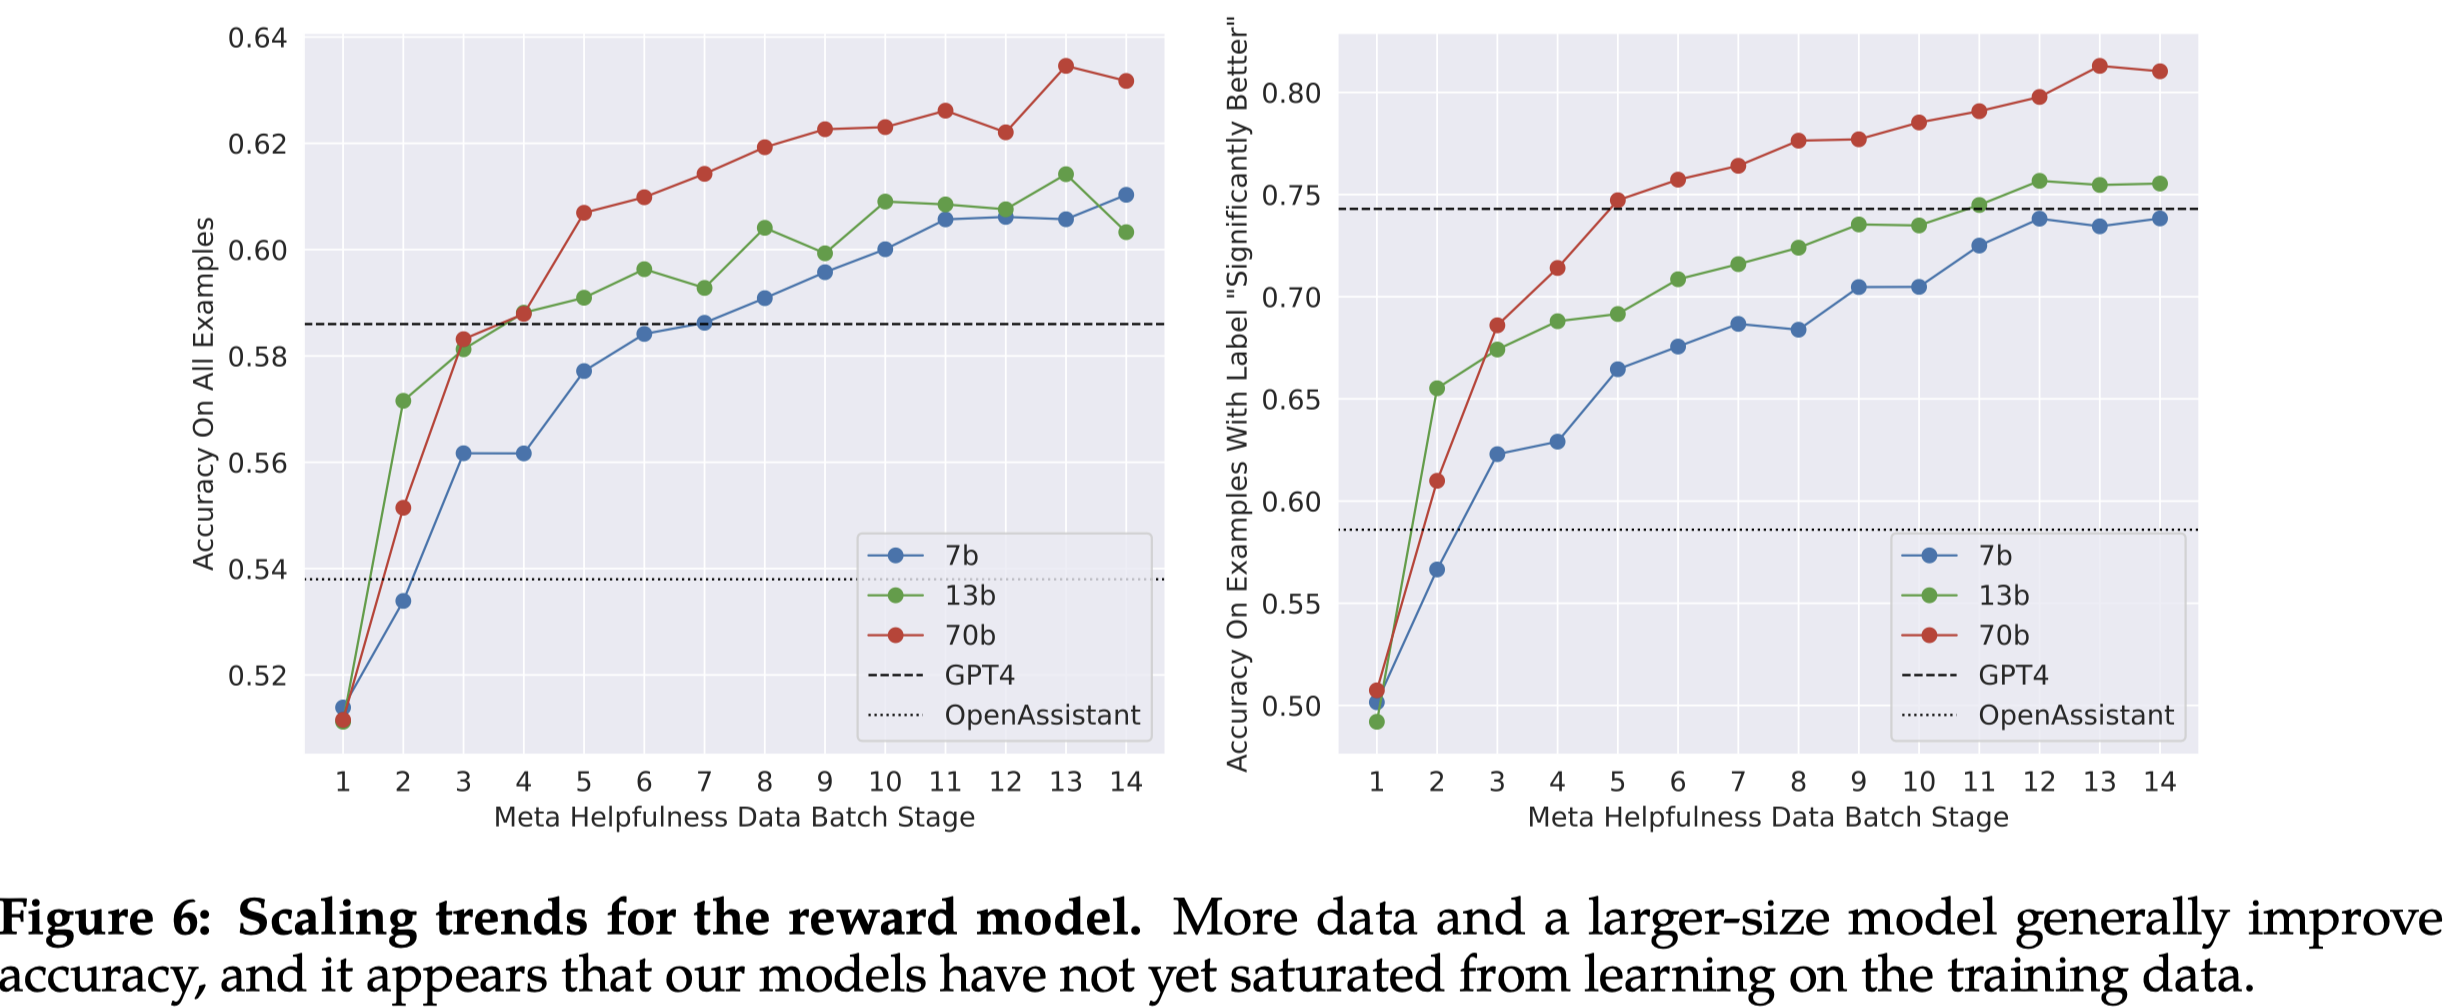 Accuracy On All Examples
0.64
0.62
0.60
0.58
0.56
0.54
0.52
7b
13b
70b
GPT4
OpenAssistant
1 2 3 4 5 6 7 8 9 10 11 12 13 14
Meta Helpfulness Data Batch Stage
Accuracy On Examples With Label "Significantly Better"
0.80
0.75
0.70
0.65
0.60
0.55
0.50
7b
13b
70b
GPT4
OpenAssistant
1 2 3 4 5 6 7 8 9 10 11 12 13 14
Meta Helpfulness Data Batch Stage
Figure 6: Scaling trends for the reward model. More data and a larger-size model generally improve
accuracy, and it appears that our models have not yet saturated from learning on the training data.